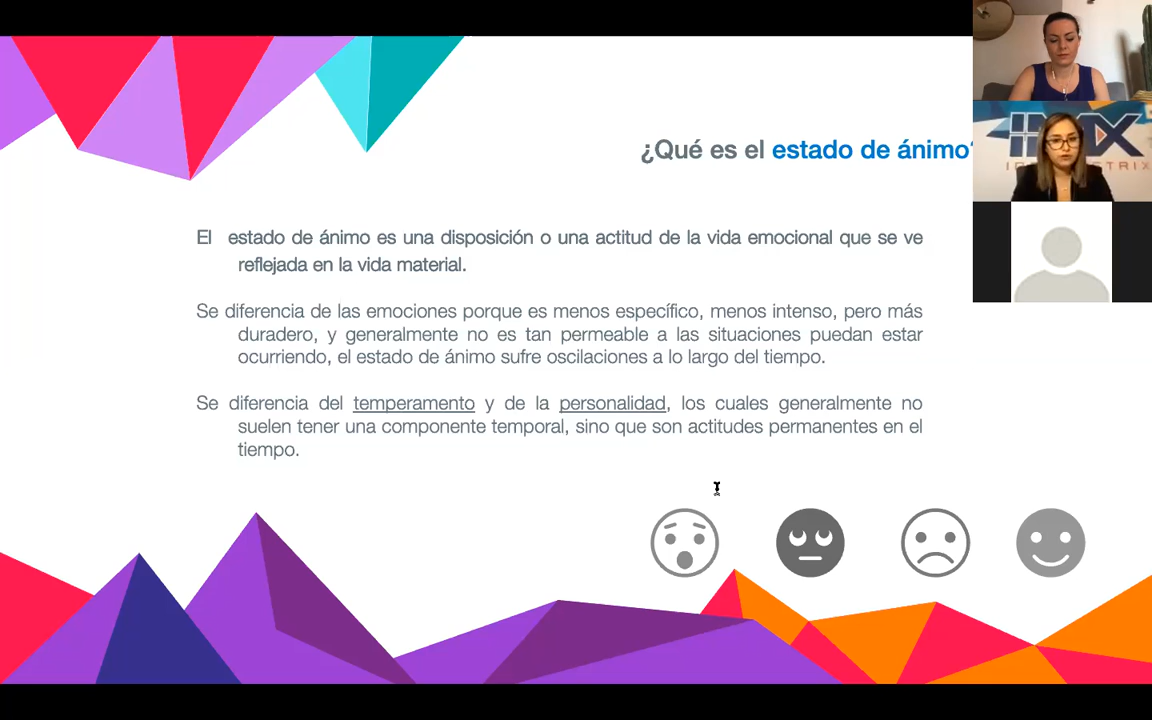 ¿Qué es el estado de ánimo?
El estado de ánimo es una disposición o una actitud de la vida emocional que se ve
reflejada en la vida material.
Se diferencia de las emociones porque es menos específico, menos intenso, pero más
duradero, y generalmente no es tan permeable a las situaciones puedan estar
ocurriendo, el estado de ánimo sufre oscilaciones a lo largo del tiempo.
Se diferencia del temperamento y de la personalidad, los cuales generalmente no
suelen tener una componente temporal, sino que son actitudes permanentes en el
tiempo.